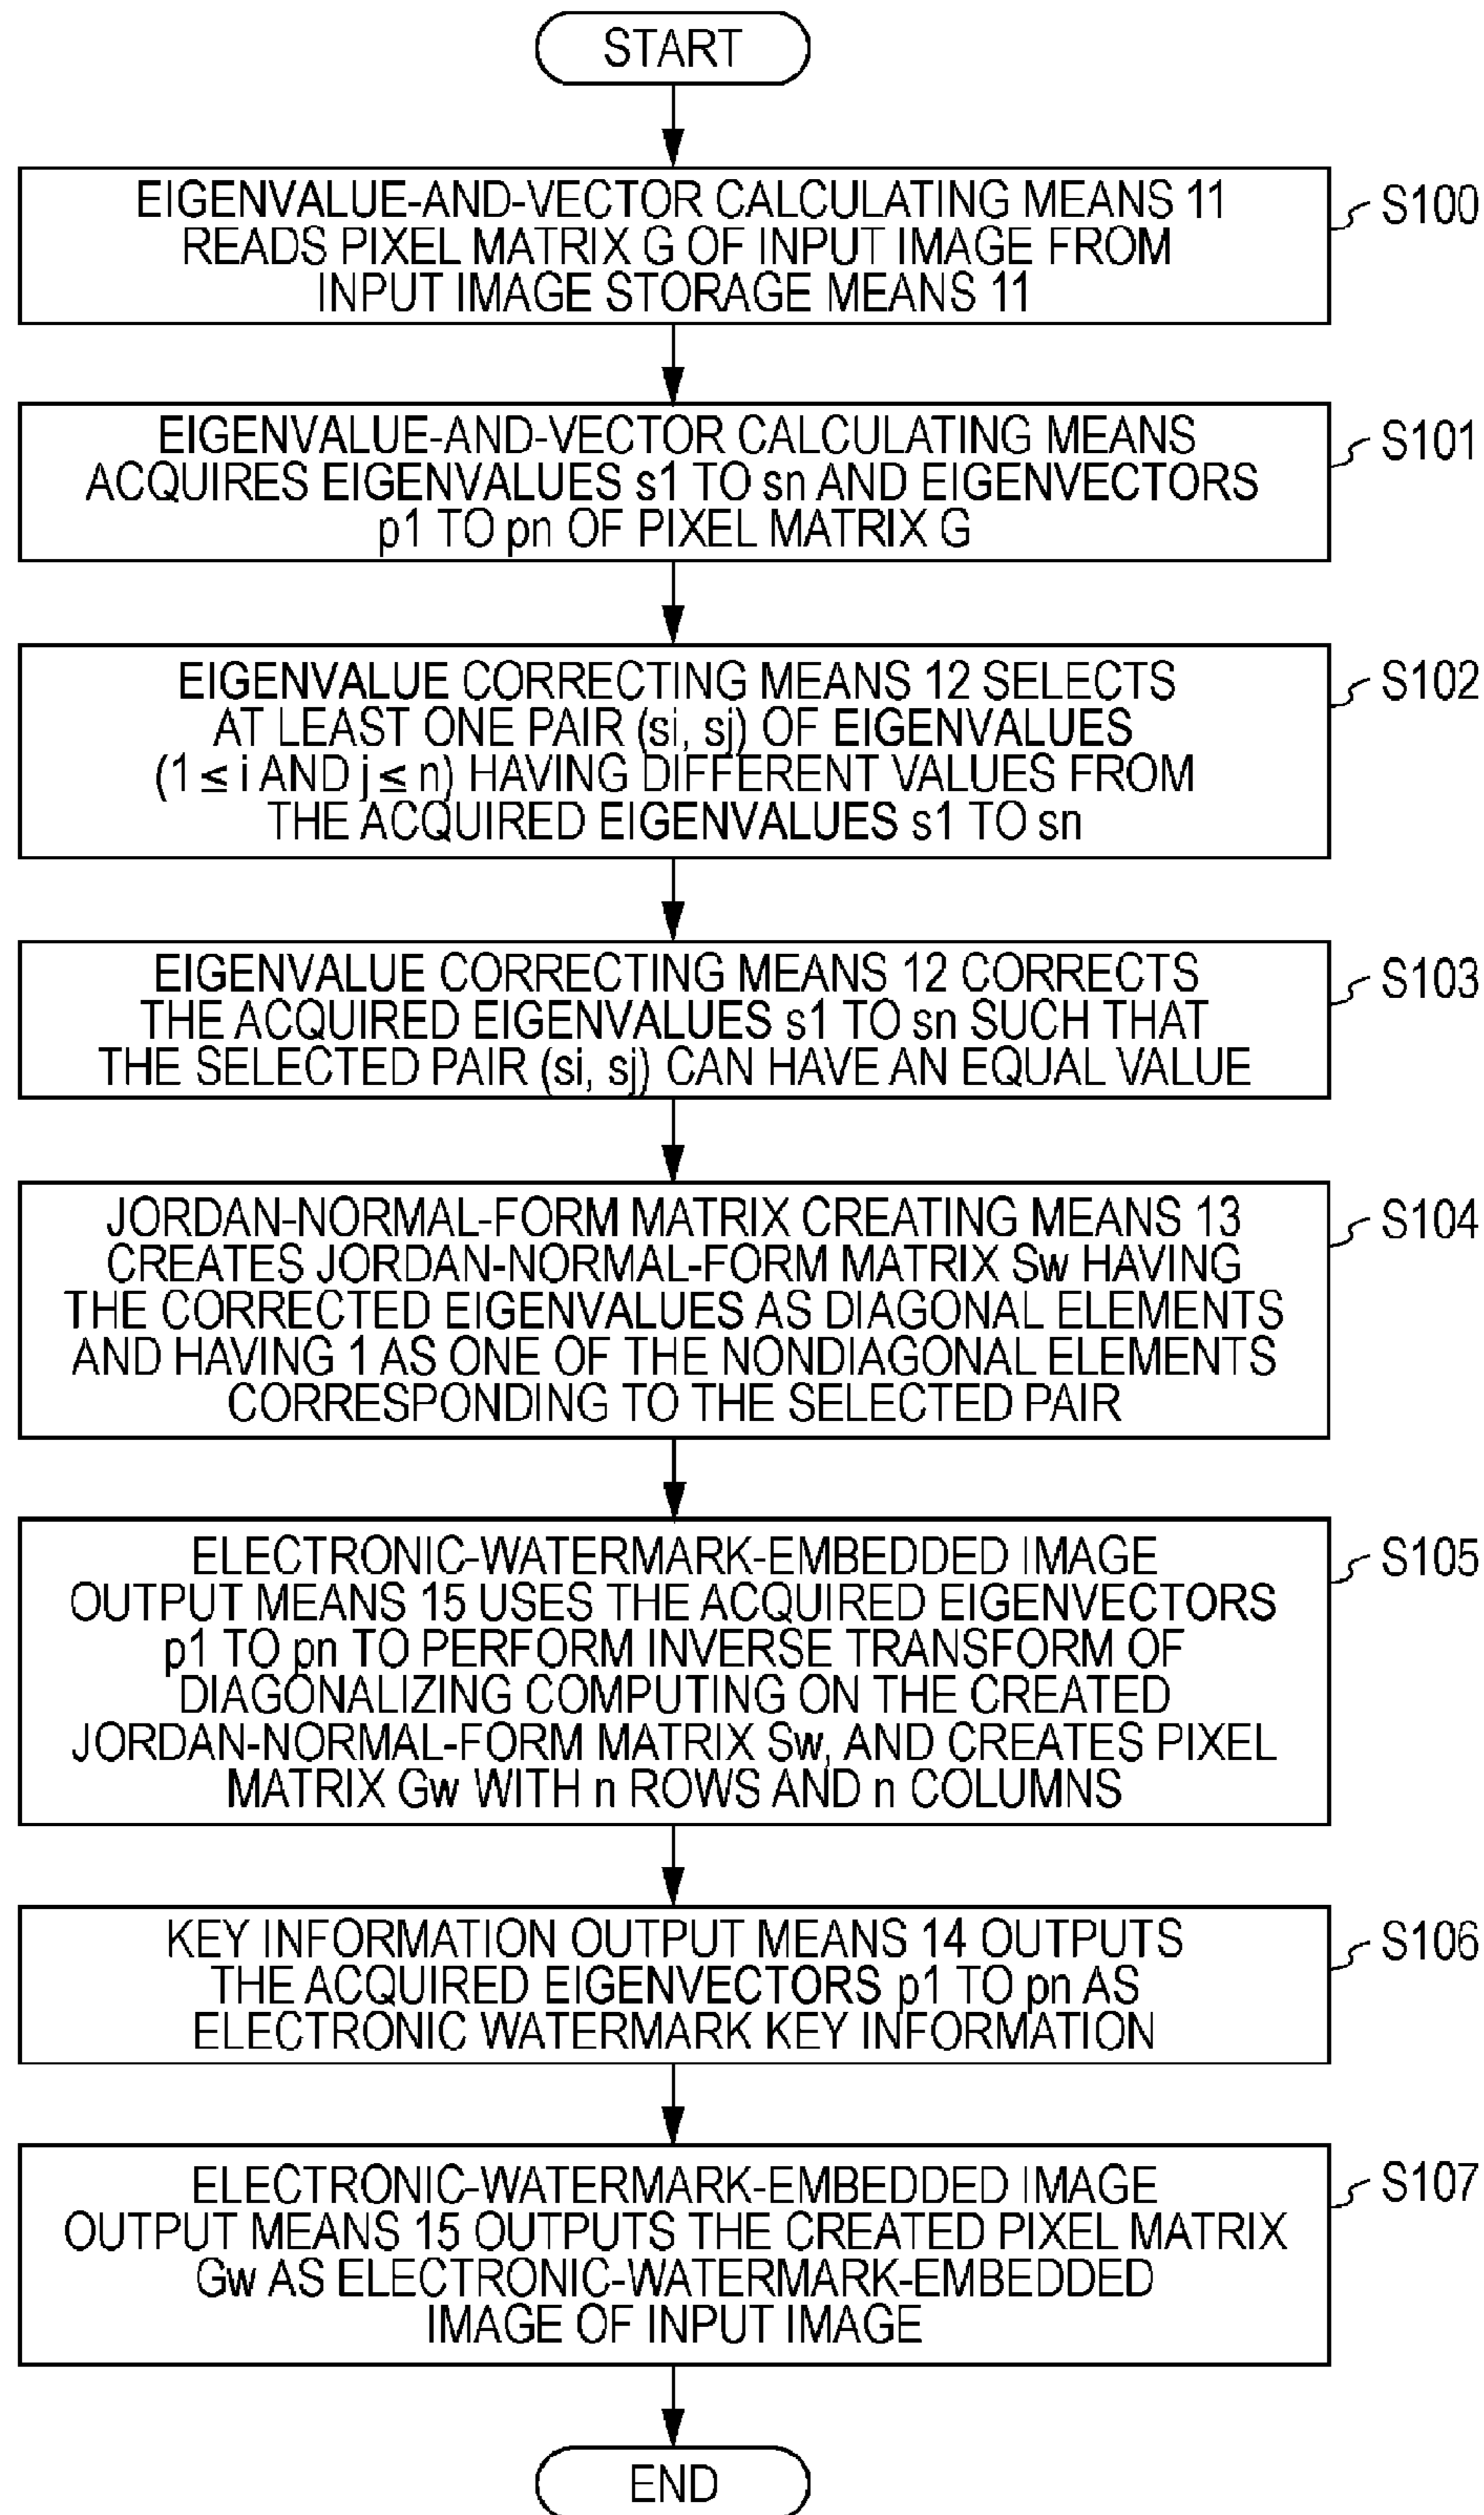 START
EIGENVALUE-AND-VECTOR CALCULATING MEANS 11
READS PIXEL MATRIX G OF INPUT IMAGE FROM
INPUT IMAGE STORAGE MEANS 11
S100
EIGENVALUE-AND-VECTOR CALCULATING MEANS
ACQUIRES EIGENVALUES s1 TO sn AND EIGENVECTORS
p1 TO pn OF PIXEL MATRIX G
S101
EIGENVALUE CORRECTING MEANS 12 SELECTS
AT LEAST ONE PAIR (si, sj) OF EIGENVALUES
(1 ≤ i AND j ≤ n) HAVING DIFFERENT VALUES FROM
THE ACQUIRED EIGENVALUES s1 TO sn
S102
EIGENVALUE CORRECTING MEANS 12 CORRECTS
THE ACQUIRED EIGENVALUES s1 TO sn SUCH THAT
THE SELECTED PAIR (si, sj) CAN HAVE AN EQUAL VALUE
S103
JORDAN-NORMAL-FORM MATRIX CREATING MEANS 13
CREATES JORDAN-NORMAL-FORM MATRIX Sw HAVING
THE CORRECTED EIGENVALUES AS DIAGONAL ELEMENTS
AND HAVING 1 AS ONE OF THE NONDIAGONAL ELEMENTS
CORRESPONDING TO THE SELECTED PAIR
S104
ELECTRONIC-WATERMARK-EMBEDDED IMAGE
OUTPUT MEANS 15 USES THE ACQUIRED EIGENVECTORS
p1 TO pn TO PERFORM INVERSE TRANSFORM OF
DIAGONALIZING COMPUTING ON THE CREATED
JORDAN-NORMAL-FORM MATRIX Sw, AND CREATES PIXEL
MATRIX Gw WITH n ROWS AND n COLUMNS
S105
KEY INFORMATION OUTPUT MEANS 14 OUTPUTS
THE ACQUIRED EIGENVECTORS p1 TO pn AS
ELECTRONIC WATERMARK KEY INFORMATION
S106
ELECTRONIC-WATERMARK-EMBEDDED IMAGE
OUTPUT MEANS 15 OUTPUTS THE CREATED PIXEL MATRIX
Gw AS ELECTRONIC-WATERMARK-EMBEDDED
IMAGE OF INPUT IMAGE
S107
END